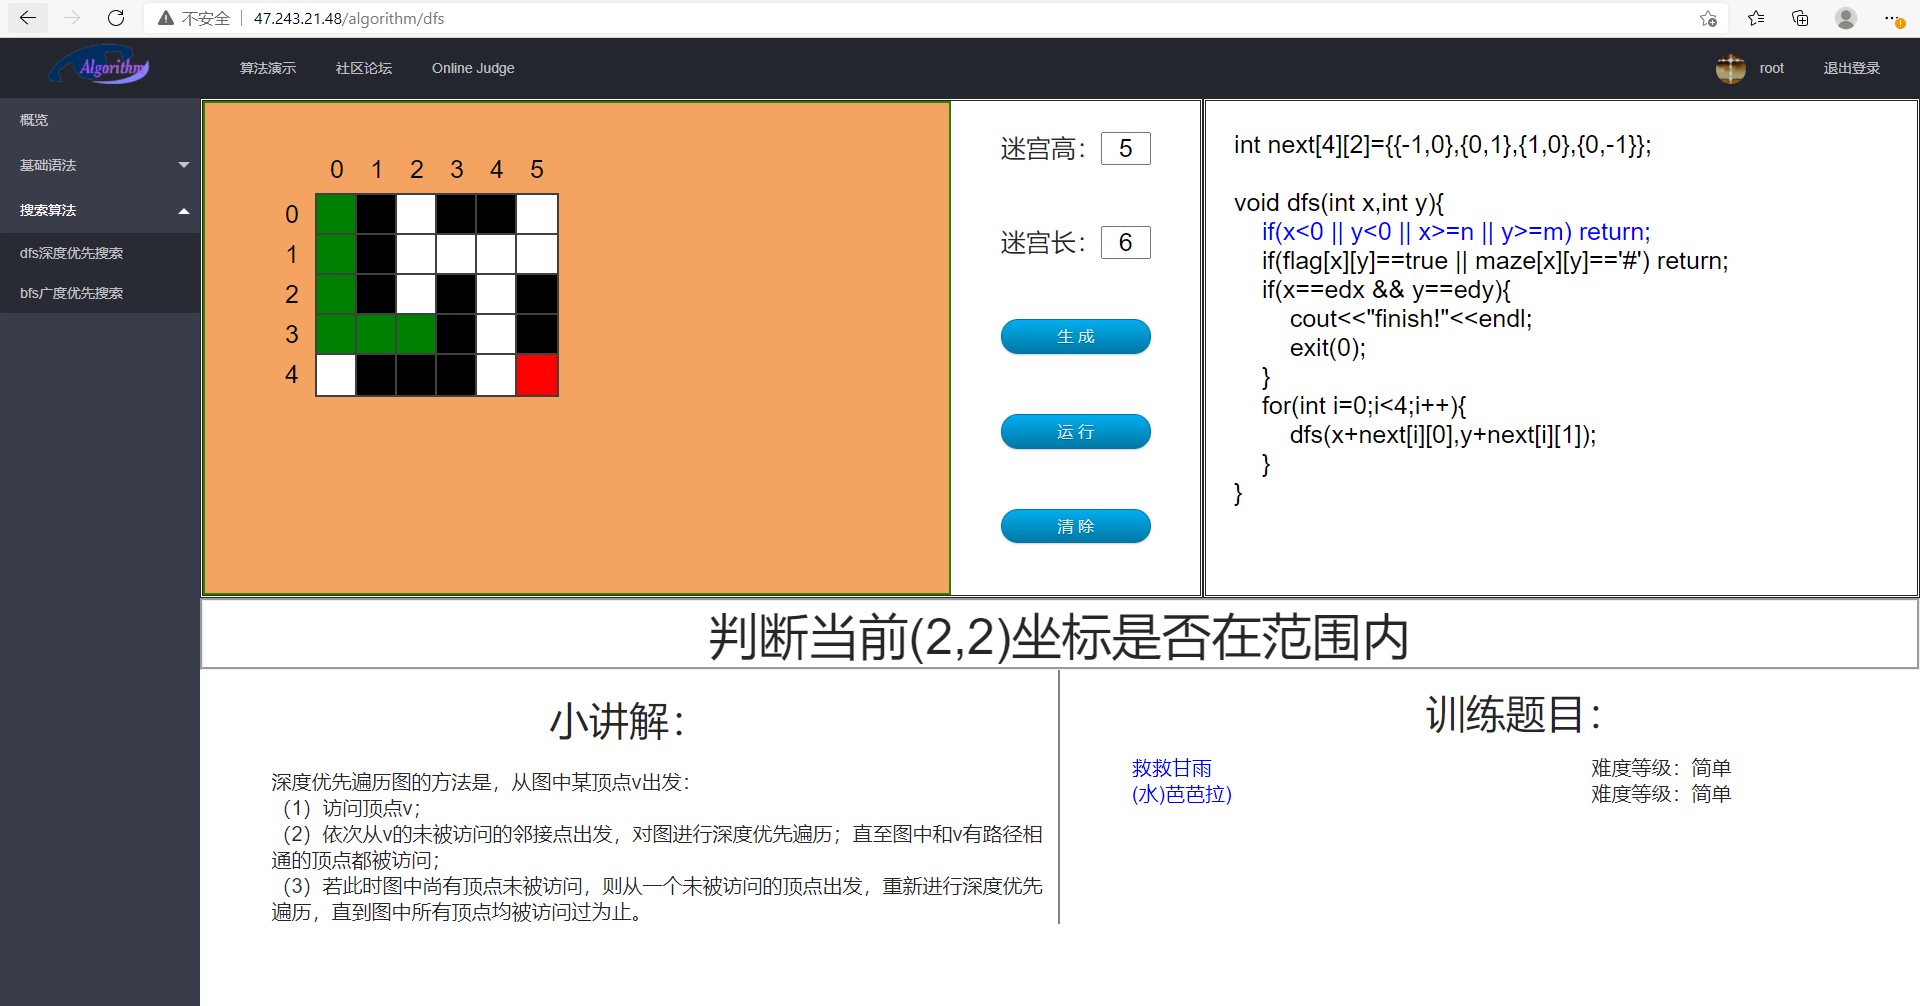 不安全 47.243.21.48/algorithm/dfs
Algorithm
算法演示 社区论坛 Online Judge root 退出登录
概览
基础语法
搜索算法
dfs深度优先搜索
bfs广度优先搜索
0 1 2 3 4 5
0
1
2
3
4
迷宫高： 5
迷宫长： 6
生 成
运 行
清 除
int next[4][2]={{-1,0},{0,1},{1,0},{0,-1}};
void dfs(int x,int y){
if(x<0 || y<0 || x>=n || y>=m) return;
if(flag[x][y]==true || maze[x][y]=='#') return;
if(x==edx && y==edy){
cout<<"finish!"<<endl;
exit(0);
}
for(int i=0;i<4;i++){
dfs(x+next[i][0],y+next[i][1]);
}
}
判断当前(2,2)坐标是否在范围内
小讲解：
深度优先遍历图的方法是，从图中某顶点v出发：
（1）访问顶点v；
（2）依次从v的未被访问的邻接点出发，对图进行深度优先遍历；直至图中和v有路径相
通的顶点都被访问；
（3）若此时图中尚有顶点未被访问，则从一个未被访问的顶点出发，重新进行深度优先
遍历，直到图中所有顶点均被访问过为止。
训练题目：
救救甘雨 难度等级：简单
(水)芭芭拉) 难度等级：简单